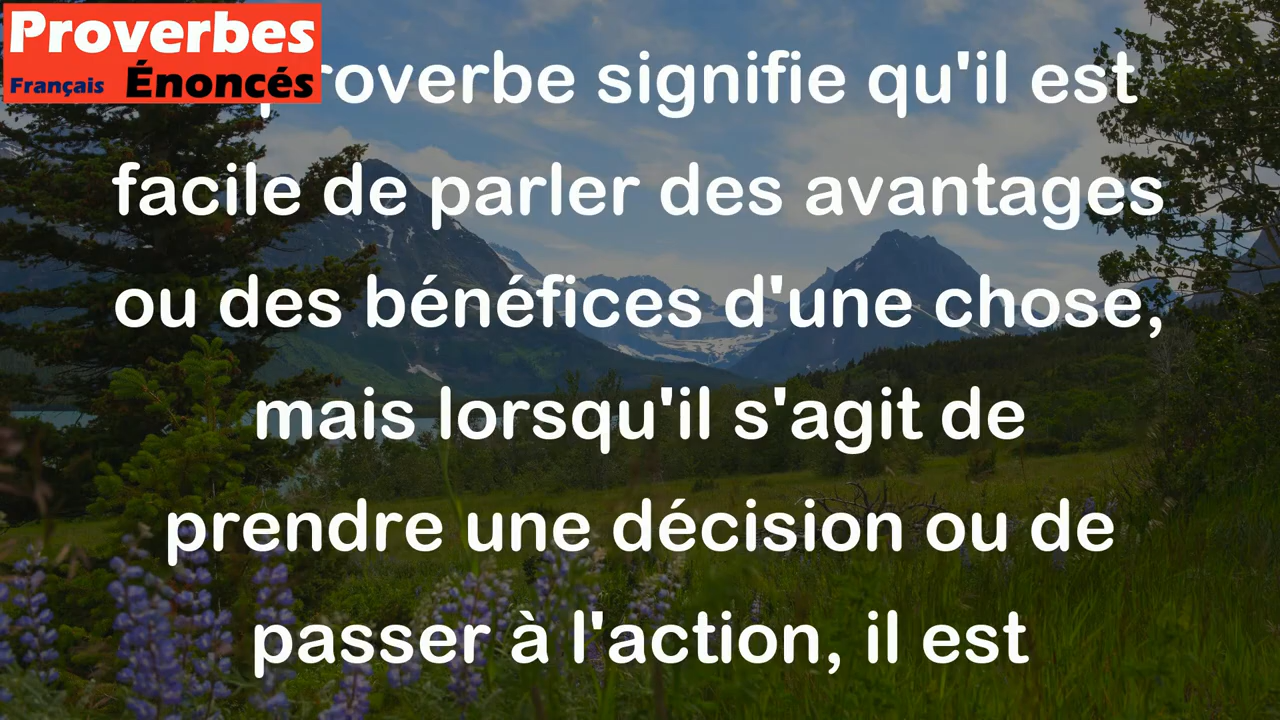 Proverbes
Français Énoncés
proverbe signifie qu'il est
facile de parler des avantages
ou des bénéfices d'une chose,
mais lorsqu'il s'agit de
prendre une décision ou de
passer à l'action, il est